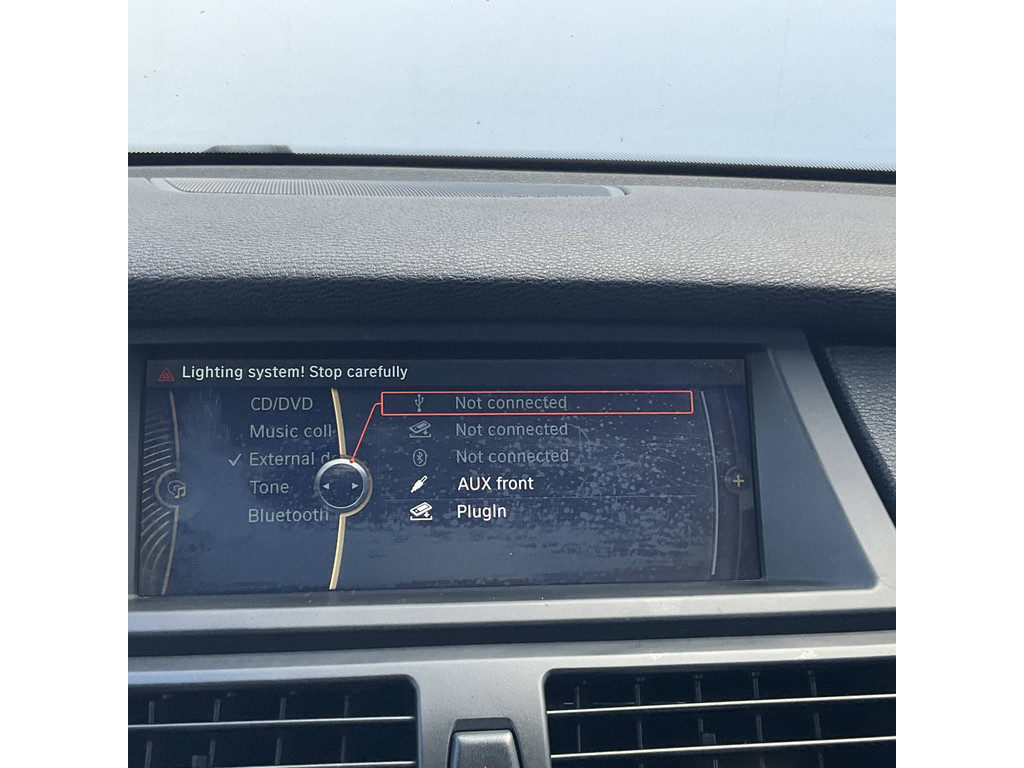 Lighting system! Stop carefully
CD/DVD
Music coll
External d
Tone
Bluetooth
Not connected
Not connected
Not connected
AUX front
PlugIn